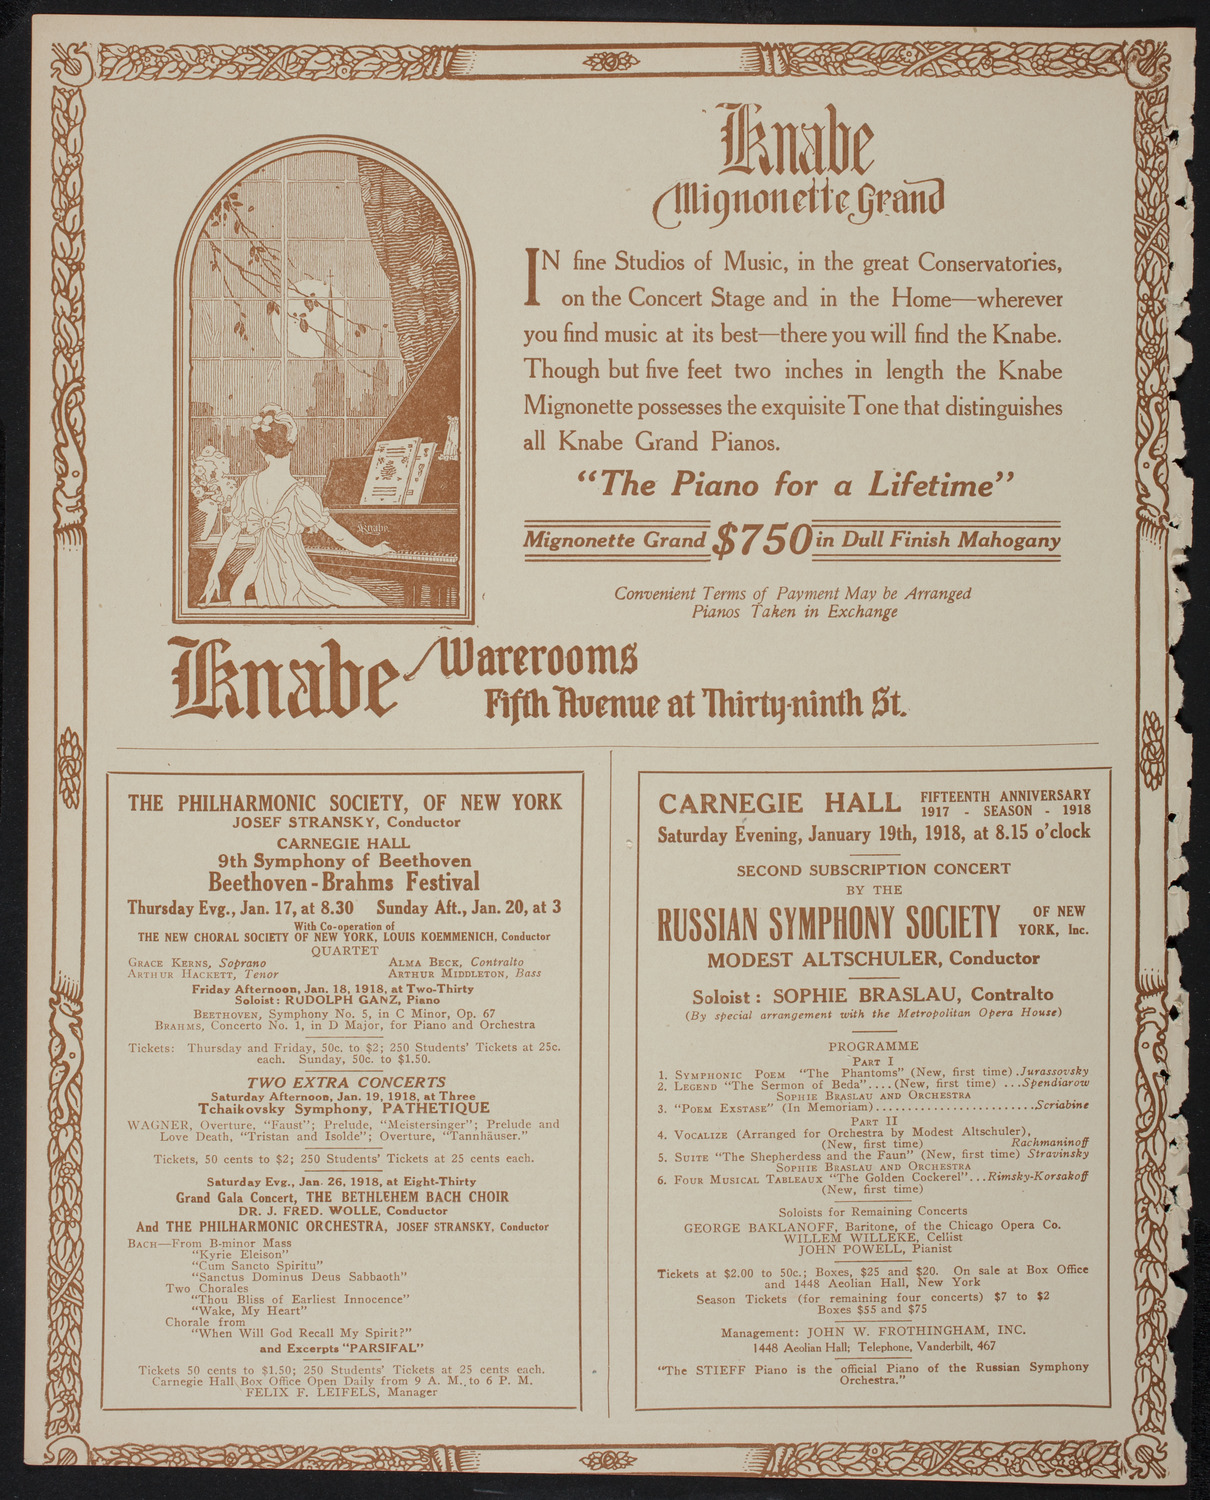 Knabe
Mignonette Grand
IN fine Studios of Music, in the great Conservatories,
on the Concert Stage and in the Home—wherever
you find music at its best—there you will find the Knabe.
Though but five feet two inches in length the Knabe
Mignonette possesses the exquisite Tone that distinguishes
all Knabe Grand Pianos.
"The Piano for a Lifetime"
Mignonette Grand $750 in Dull Finish Mahogany
Convenient Terms of Payment May be Arranged
Pianos Taken in Exchange
Knabe
Knabe Warerooms
Fifth Avenue at Thirty-ninth St.
THE PHILHARMONIC SOCIETY, OF NEW YORK
JOSEF STRANSKY, Conductor
CARNEGIE HALL
9th Symphony of Beethoven
Beethoven-Brahms Festival
Thursday Evg., Jan. 17, at 8.30 Sunday Aft., Jan. 20, at 3
With Co-operation of
THE NEW CHORAL SOCIETY OF NEW YORK, LOUIS KOEMMENICH, Conductor
QUARTET
GRACE KERNS, Soprano ALMA BECK, Contralto
ARTHUR HACKETT, Tenor ARTHUR MIDDLETON, Bass
Friday Afternoon, Jan. 18, 1918, at Two-Thirty
Soloist: RUDOLPH GANZ, Piano
BEETHOVEN, Symphony No. 5, in C Minor, Op. 67
BRAHMS, Concerto No. 1, in D Major, for Piano and Orchestra
Tickets: Thursday and Friday, 50c. to $2; 250 Students' Tickets at 25c.
each. Sunday, 50c. to $1.50.
TWO EXTRA CONCERTS
Saturday Afternoon, Jan. 19, 1918, at Three
Tchaikovsky Symphony, PATHETIQUE
WAGNER, Overture, "Faust"; Prelude, "Meistersinger"; Prelude and
Love Death, "Tristan and Isolde"; Overture, "Tannhäuser."
Tickets, 50 cents to $2; 250 Students' Tickets at 25 cents each.
Saturday Evg., Jan. 26, 1918, at Eight-Thirty
Grand Gala Concert, THE BETHLEHEM BACH CHOIR
DR. J. FRED. WOLLE, Conductor
And THE PHILHARMONIC ORCHESTRA, JOSEF STRANSKY, Conductor
BACH—From B-minor Mass
"Kyrie Eleison"
"Cum Sancto Spiritu"
"Sanctus Dominus Deus Sabbaoth"
Two Chorales
"Thou Bliss of Earliest Innocence"
"Wake, My Heart"
Chorale from
"When Will God Recall My Spirit?"
and Excerpts "PARSIFAL"
Tickets 50 cents to $1.50; 250 Students' Tickets at 25 cents each.
Carnegie Hall Box Office Open Daily from 9 A. M. to 6 P. M.
FELIX F. LEIFELS, Manager
CARNEGIE HALL FIFTEENTH ANNIVERSARY
1917 - SEASON - 1918
Saturday Evening, January 19th, 1918, at 8.15 o'clock
SECOND SUBSCRIPTION CONCERT
BY THE
RUSSIAN SYMPHONY SOCIETY OF NEW
YORK, Inc.
MODEST ALTSCHULER, Conductor
Soloist: SOPHIE BRASLAU, Contralto
(By special arrangement with the Metropolitan Opera House)
PROGRAMME
PART I
1. SYMPHONIC POEM "The Phantoms" (New, first time) .Jurassovsky
2. LEGEND "The Sermon of Beda"....(New, first time) ...Spendiarow
SOPHIE BRASLAU AND ORCHESTRA
3. "POEM EXSTASE" (In Memoriam)........................Scriabine
PART II
4. VOCALIZE (Arranged for Orchestra by Modest Altschuler),
(New, first time) Rachmaninoff
5. SUITE "The Shepherdess and the Faun" (New, first time) Stravinsky
SOPHIE BRASLAU AND ORCHESTRA
6. FOUR MUSICAL TABLEAUX "The Golden Cockerel"...Rimsky-Korsakoff
(New, first time)
Soloists for Remaining Concerts
GEORGE BAKLANOFF, Baritone, of the Chicago Opera Co.
WILLEM WILLEKE, Cellist
JOHN POWELL, Pianist
Tickets at $2.00 to 50c.; Boxes, $25 and $20. On sale at Box Office
and 1448 Aeolian Hall, New York
Season Tickets (for remaining four concerts) $7 to $2
Boxes $55 and $75
Management: JOHN W. FROTHINGHAM, INC.
1448 Aeolian Hall; Telephone, Vanderbilt, 467
"The STIEFF Piano is the official Piano of the Russian Symphony
Orchestra."